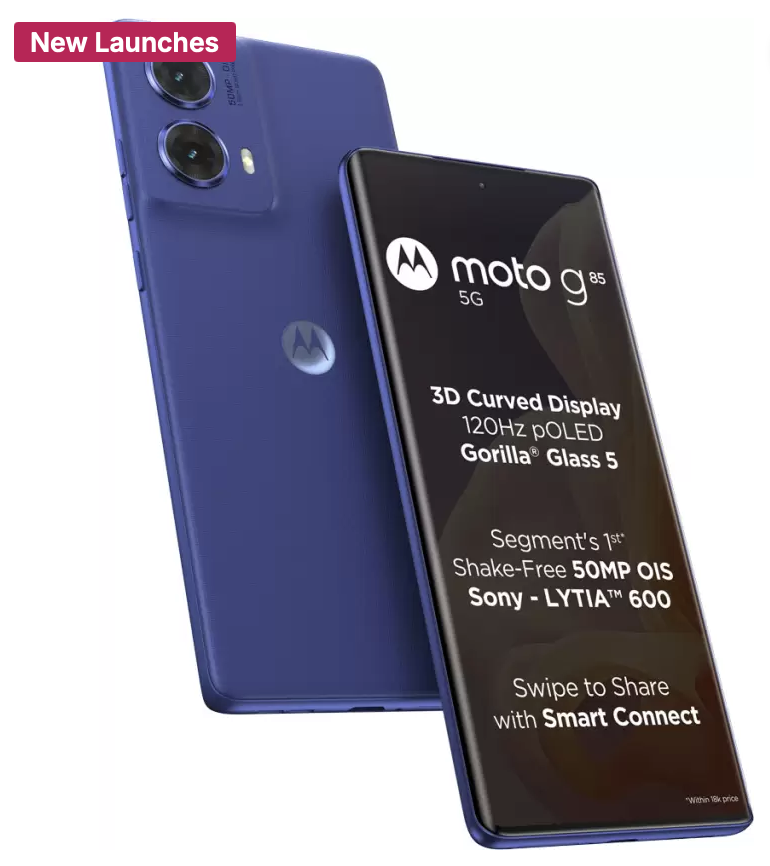 New Launches
50MP
moto g 85
5G
3D Curved Display
120Hz pOLED
Gorilla® Glass 5
Segment's 1st*
Shake-Free 50MP OIS
Sony - LYTIA™ 600
Swipe to Share
with Smart Connect
*Within 18k price